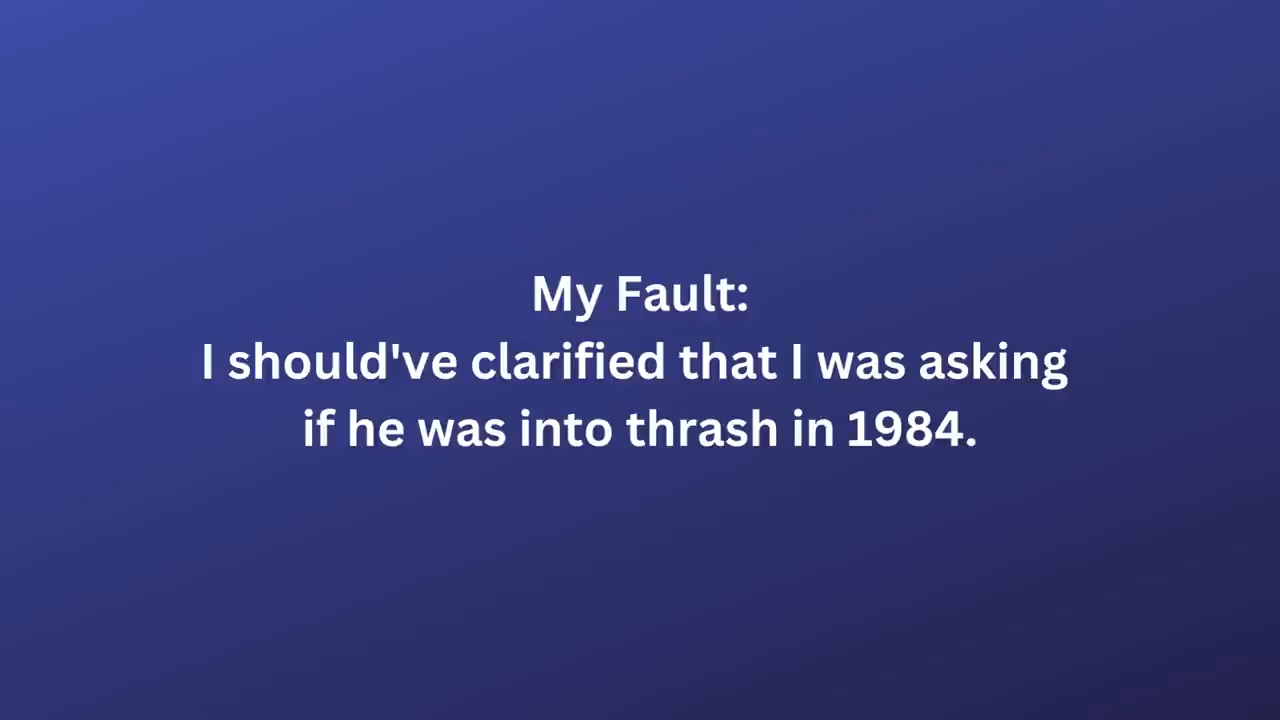 My Fault:
I should've clarified that I was asking
if he was into thrash in 1984.